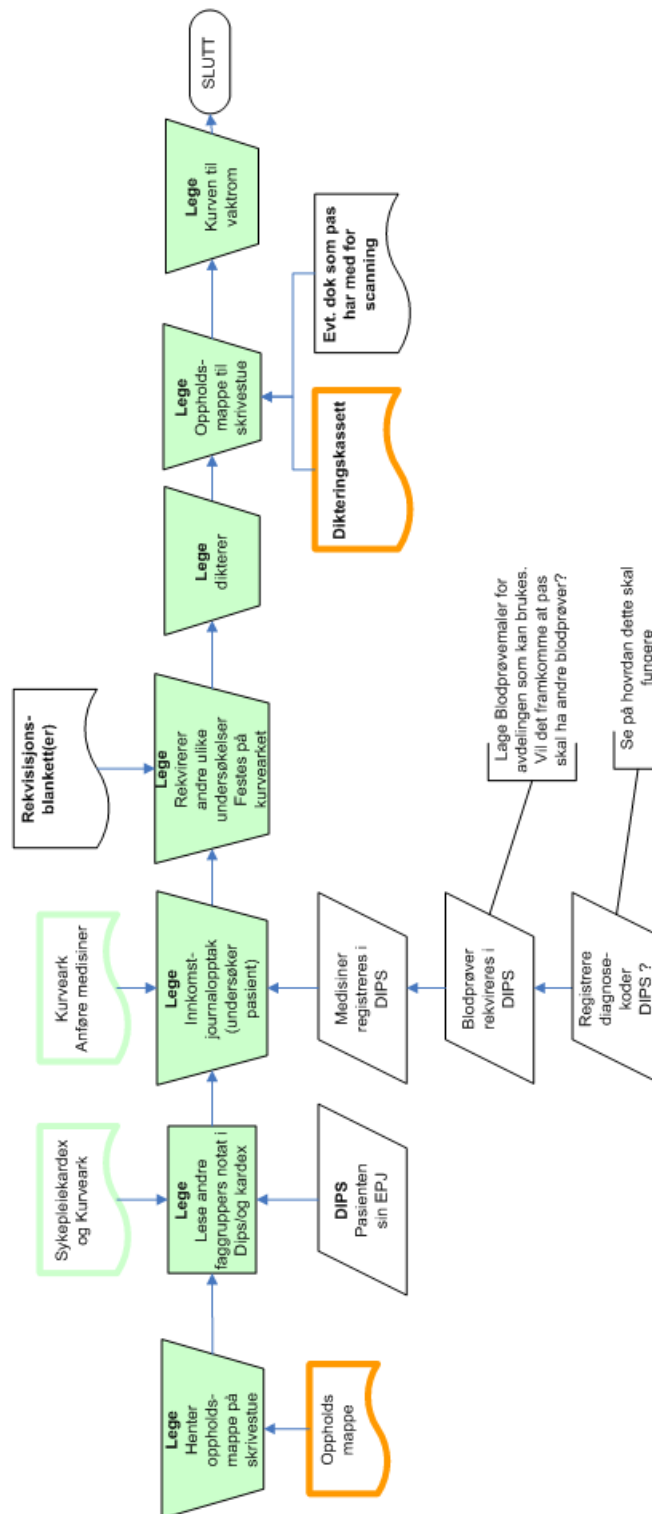 Sykepleiekardex
og Kurveark
Kurveark
Anføre medisiner
Rekvisisjons-
blankett(er)
Lege
Henter
oppholds-
mappe på
skrivestue
Lege
Lese andre
faggruppers notat i
Dips/og kardex
Lege
Innkomst-
journalopptak
(undersøker
pasient)
Lege
Rekvirerer
andre ulike
undersøkelser
Festes på
kurvearket
Lege
dikterer
Lege
Oppholds-
mappe til
skrivestue
Lege
Kurven til
vaktrom
SLUTT
Oppholds
mappe
DIPS
Pasienten
sin EPJ
Medisiner
registreres i
DIPS
Dikteringskassett
Evt. dok som pas
har med for
scanning
Blodprøver
rekvireres i
DIPS
Lage Blodprøvemaler for
avdelingen som kan brukes.
Vil det framkomme at pas
skal ha andre blodprøver?
Registrere
diagnose-
koder
DIPS ?
Se på hovrdan dette skal
fungere